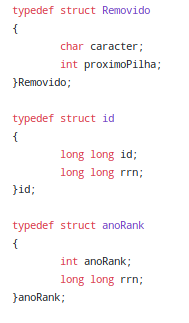 typedef struct Removido
{
        char caracter;
        int proximoPilha;
}Removido;

typedef struct id
{
        long long id;
        long long rrn;
}id;

typedef struct anoRank
{
        int anoRank;
        long long rrn;
}anoRank;